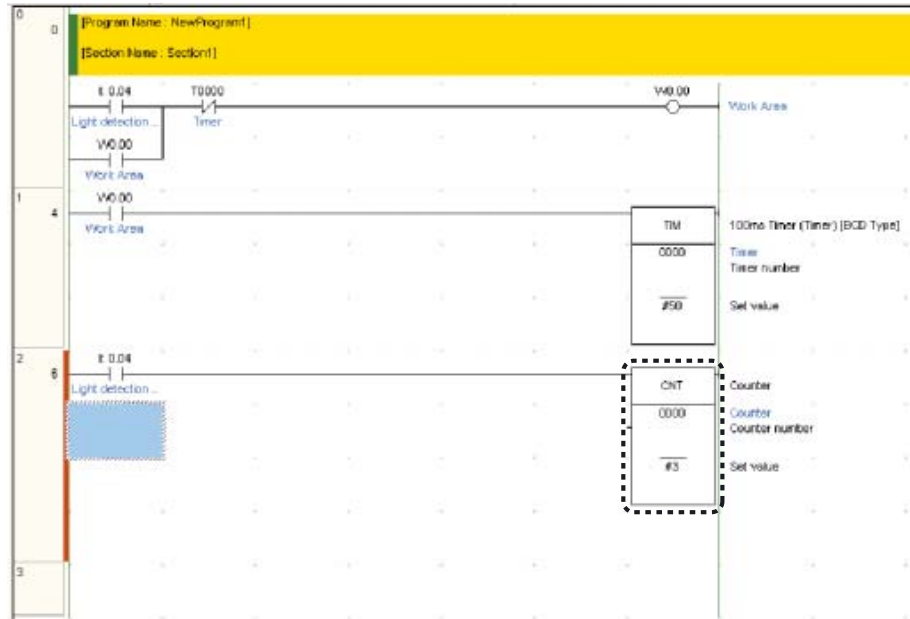 0
0
[Program Name : NewProgram1]
[Section Name : Section1]
I: 0.04
T0000
W0.00
Work Area
Light detection...
Timer
W0.00
Work Area
1
4
W0.00
Work Area
TIM
100ms Timer (Timer) [BCD Type]
0000
Timer
Timer number
#50
Set value
2
6
I: 0.04
Light detection...
CNT
Counter
0000
Counter
Counter number
#3
Set value
3